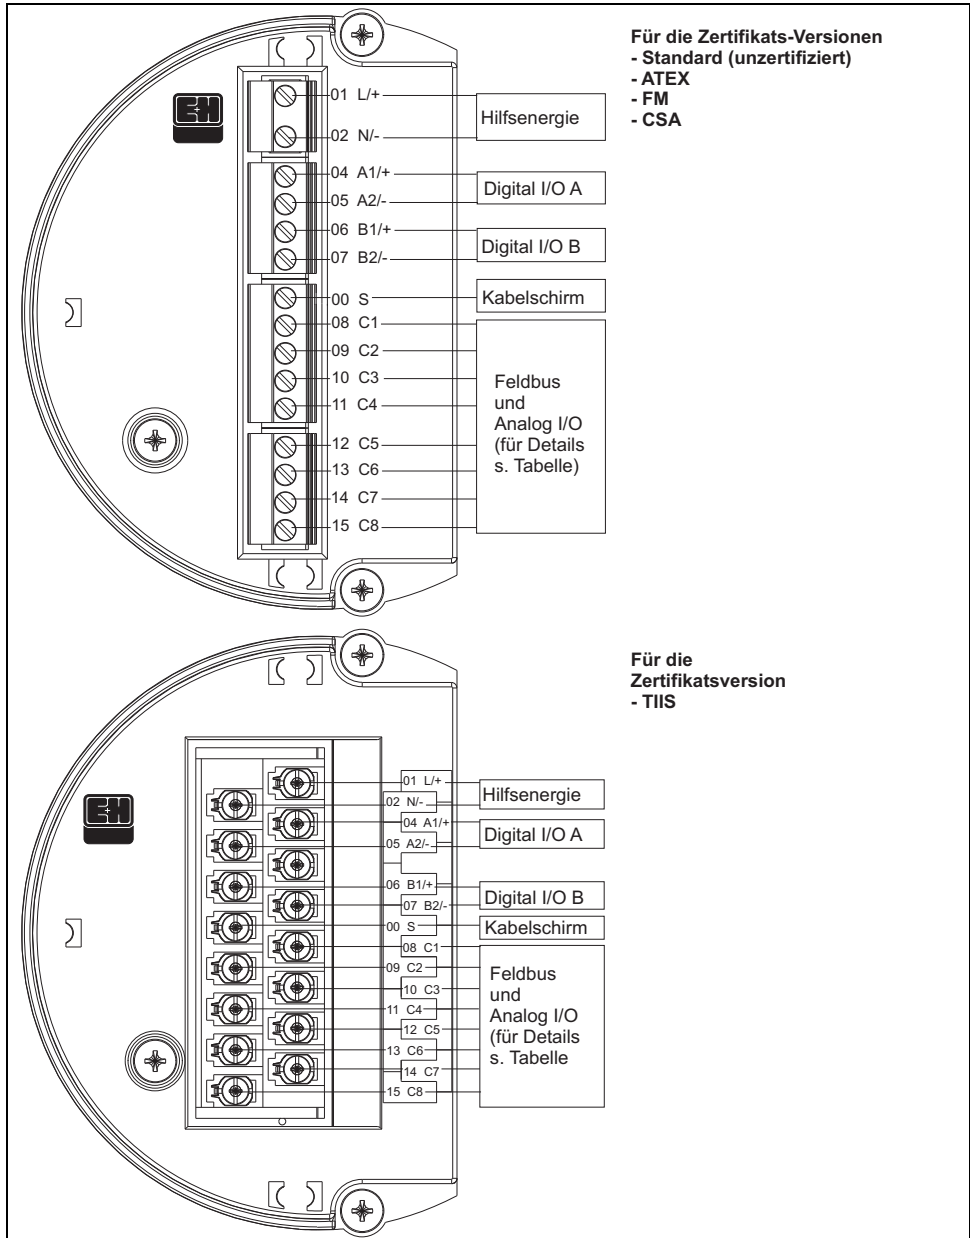 Für die Zertifikats-Versionen
- Standard (unzertifiziert)
- ATEX
- FM
- CSA
E+H
01 L/+
02 N/-
Hilfsenergie
04 A1/+
05 A2/-
Digital I/O A
06 B1/+
07 B2/-
Digital I/O B
00 S
Kabelschirm
08 C1
09 C2
10 C3
11 C4
12 C5
13 C6
14 C7
15 C8
Feldbus
und
Analog I/O
(für Details
s. Tabelle)
Für die
Zertifikatsversion
- TIIS
E+H
01 L/+
02 N/-
Hilfsenergie
04 A1/+
05 A2/-
Digital I/O A
06 B1/+
07 B2/-
Digital I/O B
00 S
Kabelschirm
08 C1
09 C2
10 C3
11 C4
12 C5
13 C6
14 C7
15 C8
Feldbus
und
Analog I/O
(für Details
s. Tabelle